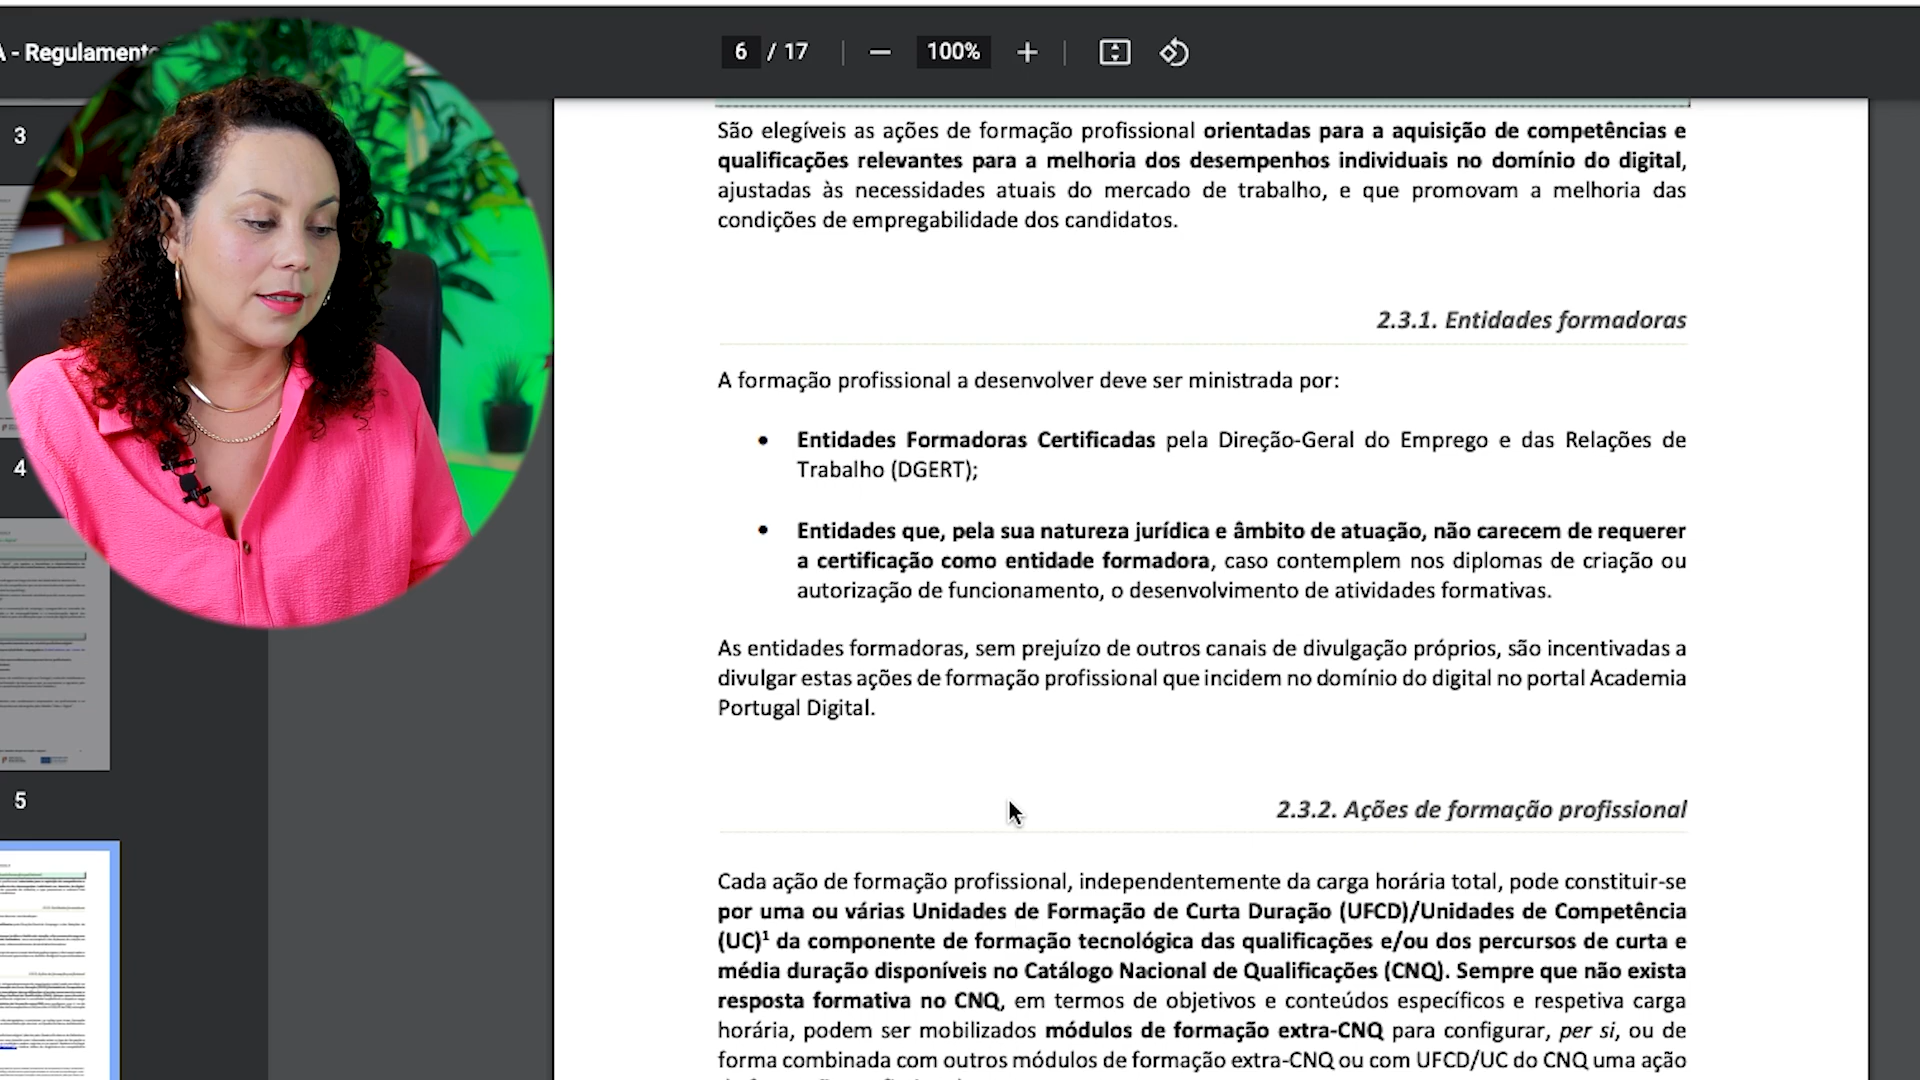 A - Regulamento
6 / 17
100%
3
4
5
São elegíveis as ações de formação profissional orientadas para a aquisição de competências e
qualificações relevantes para a melhoria dos desempenhos individuais no domínio do digital,
ajustadas às necessidades atuais do mercado de trabalho, e que promovam a melhoria das
condições de empregabilidade dos candidatos.
2.3.1. Entidades formadoras
A formação profissional a desenvolver deve ser ministrada por:
• Entidades Formadoras Certificadas pela Direção-Geral do Emprego e das Relações de
Trabalho (DGERT);
• Entidades que, pela sua natureza jurídica e âmbito de atuação, não carecem de requerer
a certificação como entidade formadora, caso contemplem nos diplomas de criação ou
autorização de funcionamento, o desenvolvimento de atividades formativas.
As entidades formadoras, sem prejuízo de outros canais de divulgação próprios, são incentivadas a
divulgar estas ações de formação profissional que incidem no domínio do digital no portal Academia
Portugal Digital.
2.3.2. Ações de formação profissional
Cada ação de formação profissional, independentemente da carga horária total, pode constituir-se
por uma ou várias Unidades de Formação de Curta Duração (UFCD)/Unidades de Competência
(UC)¹ da componente de formação tecnológica das qualificações e/ou dos percursos de curta e
média duração disponíveis no Catálogo Nacional de Qualificações (CNQ). Sempre que não exista
resposta formativa no CNQ, em termos de objetivos e conteúdos específicos e respetiva carga
horária, podem ser mobilizados módulos de formação extra-CNQ para configurar, per si, ou de
forma combinada com outros módulos de formação extra-CNQ ou com UFCD/UC do CNQ uma ação